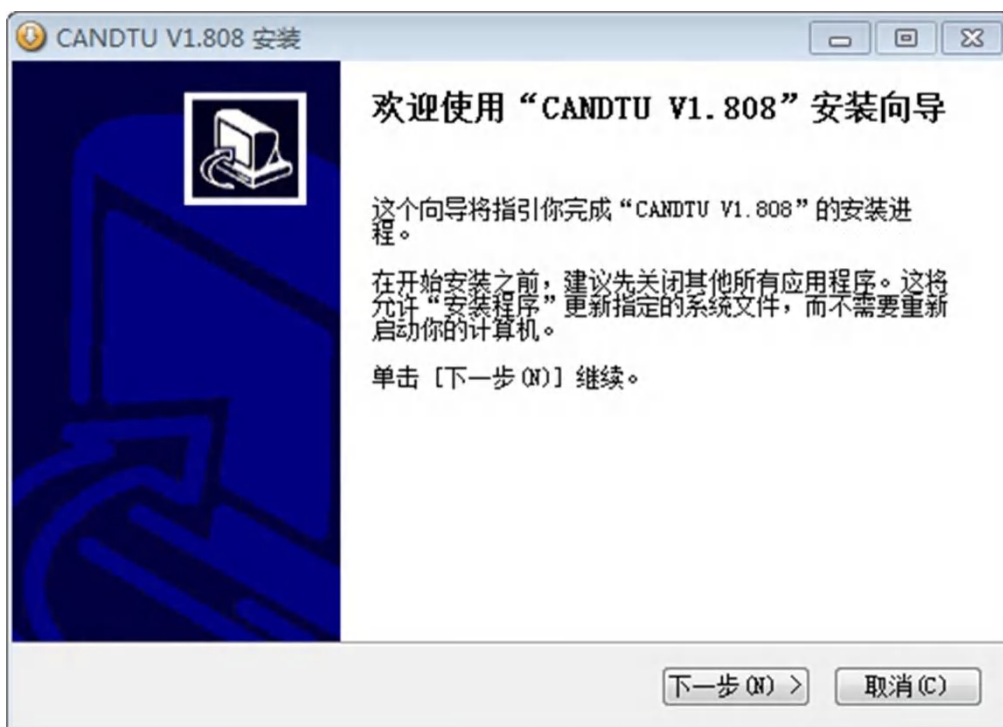 CANDTU V1.808 安装
欢迎使用“CANDTU V1.808”安装向导
这个向导将指引你完成“CANDTU V1.808”的安装进
程。
在开始安装之前，建议先关闭其他所有应用程序。这将
允许“安装程序”更新指定的系统文件，而不需要重新
启动你的计算机。
单击 [下一步(N)] 继续。
下一步(N) >
取消(C)